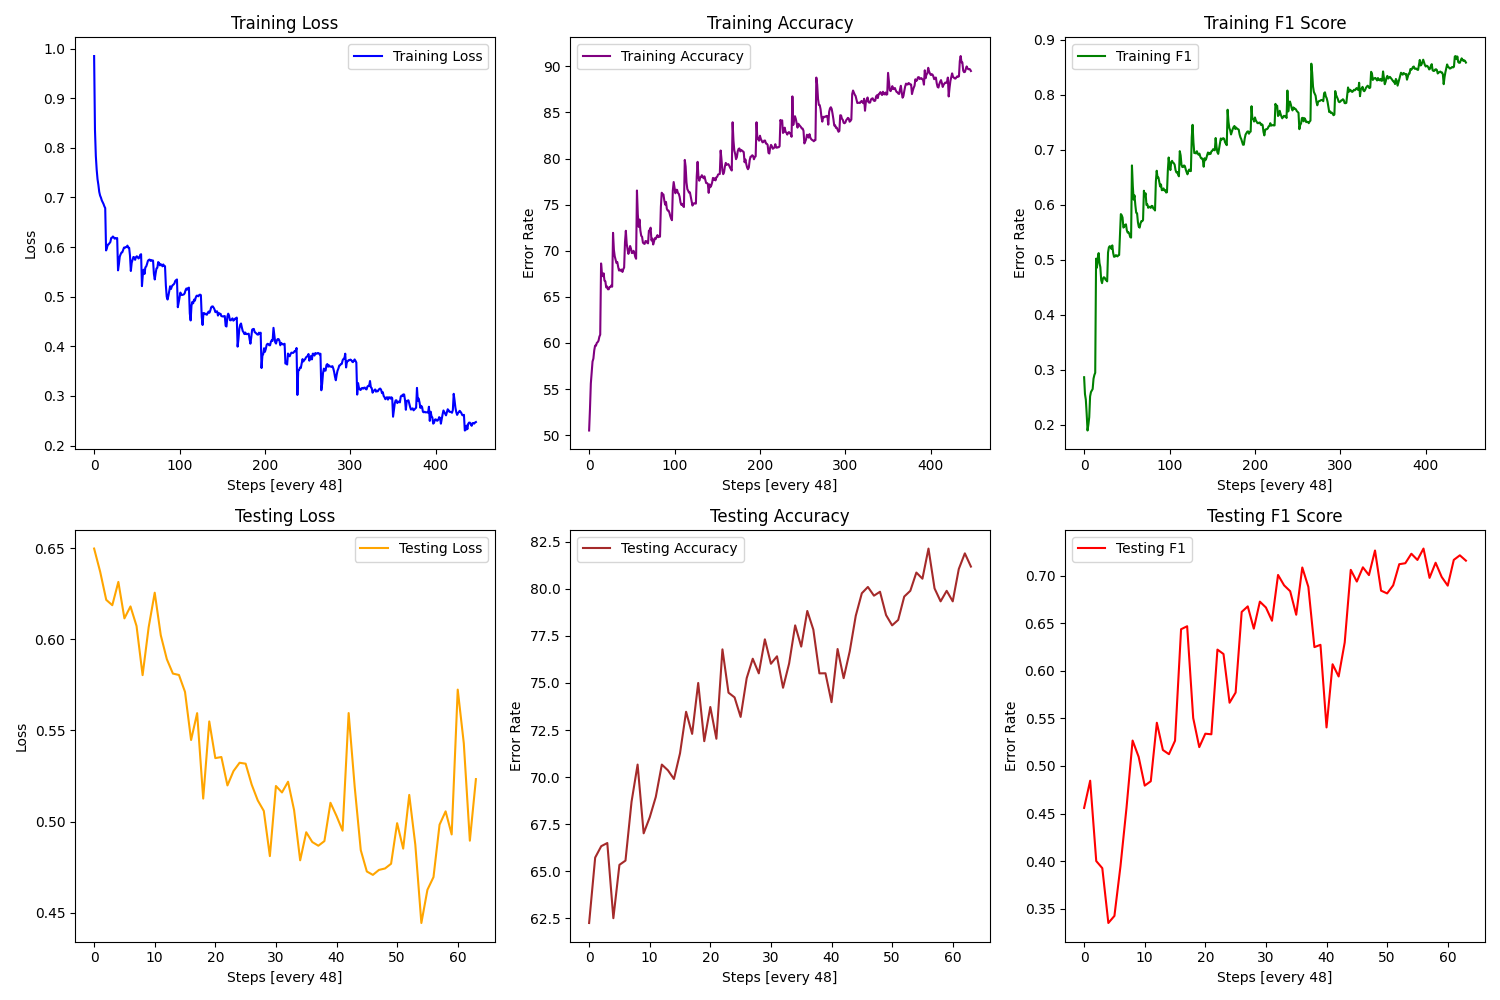 Training Loss
Training Loss
1.0
0.9
0.8
0.7
0.6
0.5
0.4
0.3
0.2
Loss
0 100 200 300 400
Steps [every 48]
Training Accuracy
Training Accuracy
90
85
80
75
70
65
60
55
50
Error Rate
0 100 200 300 400
Steps [every 48]
Training F1 Score
Training F1
0.9
0.8
0.7
0.6
0.5
0.4
0.3
0.2
Error Rate
0 100 200 300 400
Steps [every 48]
Testing Loss
Testing Loss
0.65
0.60
0.55
0.50
0.45
Loss
0 10 20 30 40 50 60
Steps [every 48]
Testing Accuracy
Testing Accuracy
82.5
80.0
77.5
75.0
72.5
70.0
67.5
65.0
62.5
Error Rate
0 10 20 30 40 50 60
Steps [every 48]
Testing F1 Score
Testing F1
0.70
0.65
0.60
0.55
0.50
0.45
0.40
0.35
Error Rate
0 10 20 30 40 50 60
Steps [every 48]